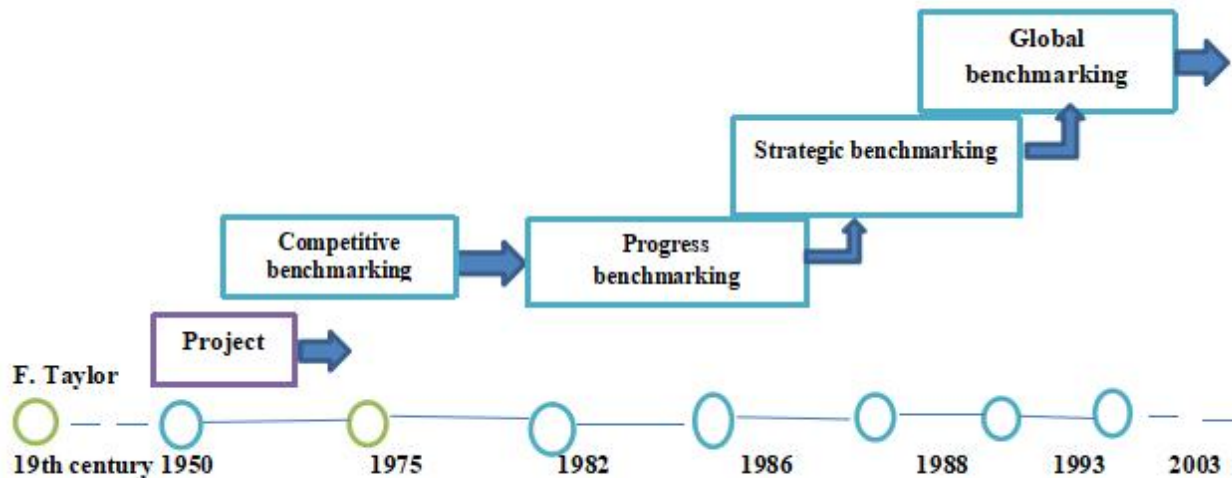 Global
benchmarking
Strategic benchmarking
Competitive
benchmarking
Progress
benchmarking
Project
F. Taylor
19th century 1950 1975 1982 1986 1988 1993 2003